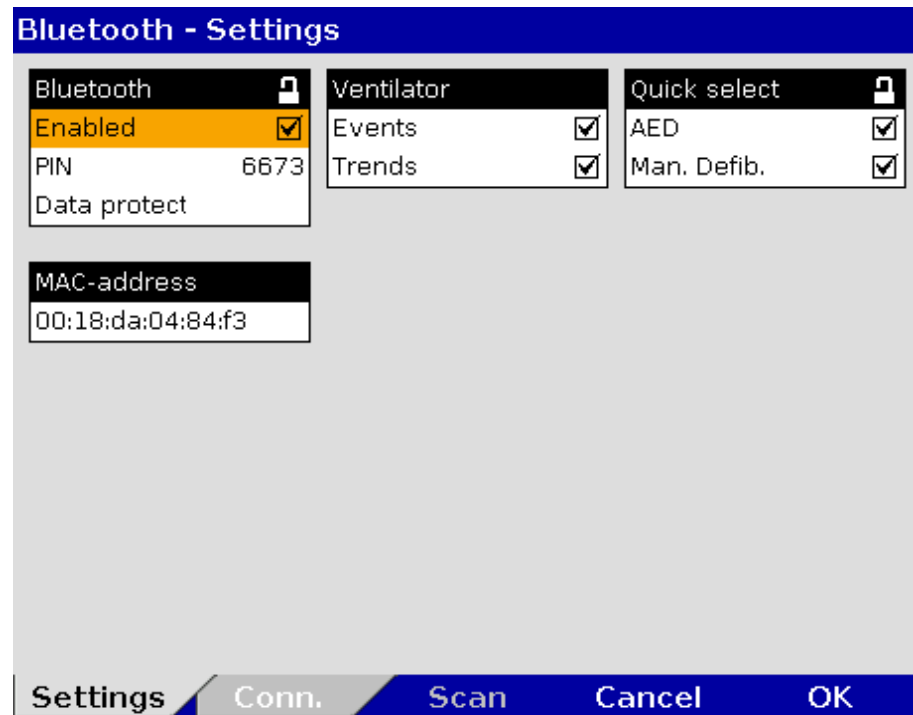 Bluetooth - Settings
Bluetooth
Enabled
PIN 6673
Data protect
Ventilator
Events
Trends
Quick select
AED
Man. Defib.
MAC-address
00:18:da:04:84:f3
Settings Conn. Scan Cancel OK